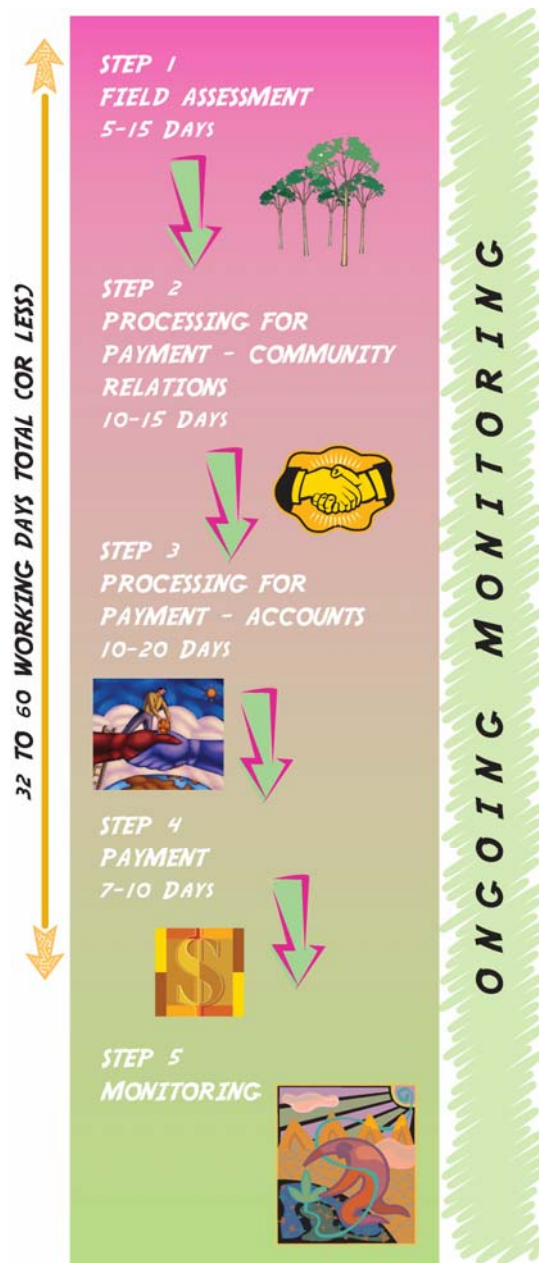 STEP 1
FIELD ASSESSMENT
5-15 DAYS
STEP 2
PROCESSING FOR
PAYMENT - COMMUNITY
RELATIONS
10-15 DAYS
STEP 3
PROCESSING FOR
PAYMENT - ACCOUNTS
10-20 DAYS
STEP 4
PAYMENT
7-10 DAYS
$
STEP 5
MONITORING
32 TO 60 WORKING DAYS TOTAL (OR LESS)
ONGOING MONITORING